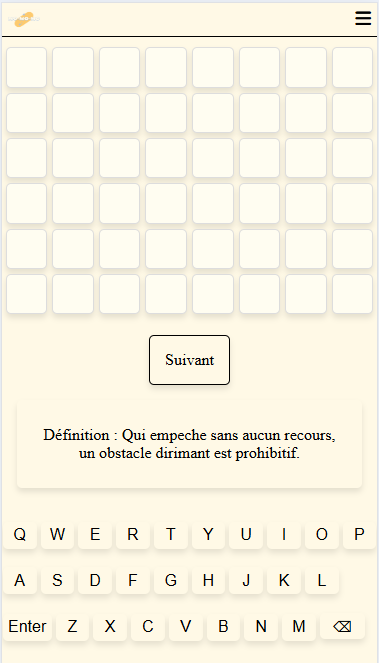 Suivant
Définition : Qui empeche sans aucun recours,
un obstacle dirimant est prohibitif.
Q W E R T Y U I O P
A S D F G H J K L
Enter Z X C V B N M ⌫